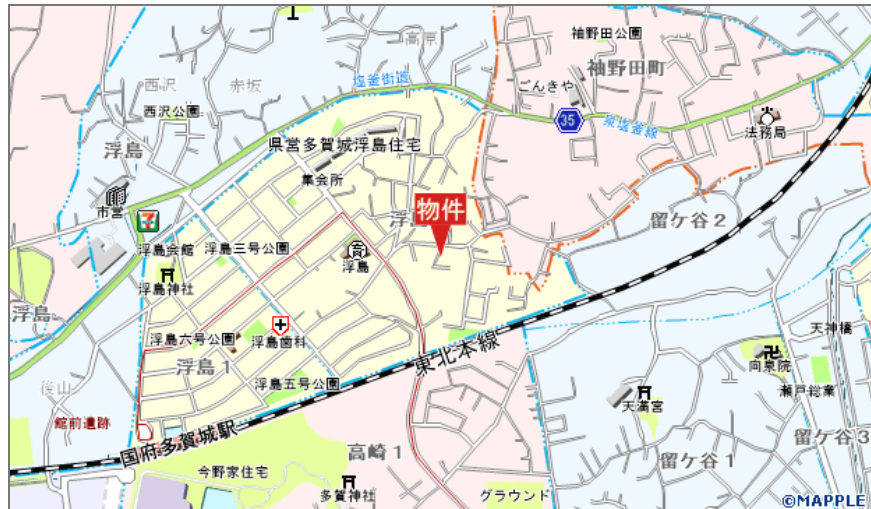 高原
袖野田公園
袖野田町
西沢
赤坂
塩釜街道
ごんきや
西沢公園
35
泉塩釜線
法務局
県営多賀城浮島住宅
浮島
集会所
物件
市営
7
浮島
留ケ谷2
浮島会館
浮島三号公園
浮島
浮島神社
浮島
天神橋
浮島六号公園
浮島歯科
東北本線
向泉院
浮島1
後山
浮島五号公園
瀬戸総業
天満宮
館前遺跡
国府多賀城駅
高崎1
留ケ谷3
留ケ谷1
今野家住宅
多賀神社
グラウンド
©MAPPLE